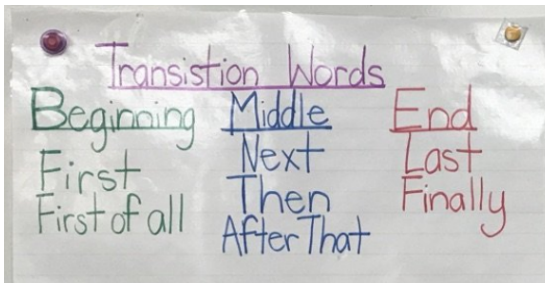 Transistion Words
Beginning Middle End
First Next Last
First of all Then Finally
After That